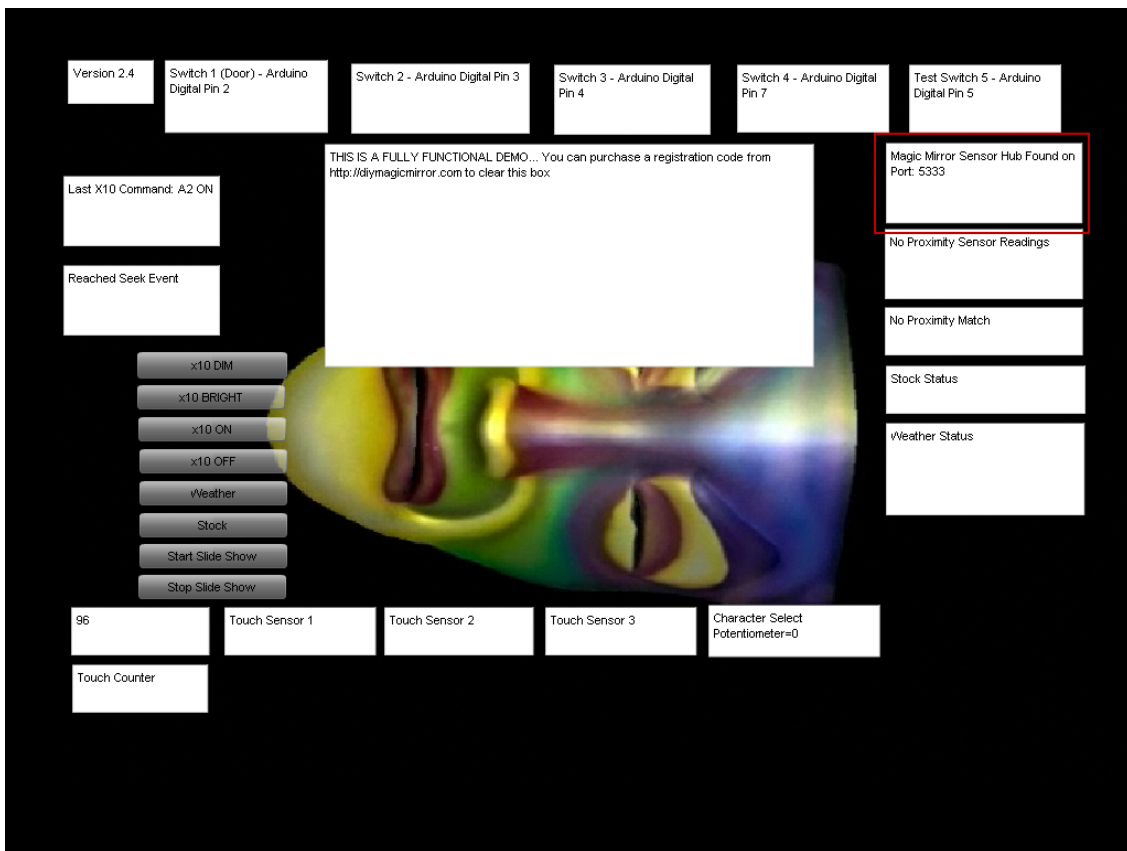 Version 2.4
Switch 1 (Door) - Arduino
Digital Pin 2
Switch 2 - Arduino Digital Pin 3
Switch 3 - Arduino Digital
Pin 4
Switch 4 - Arduino Digital
Pin 7
Test Switch 5 - Arduino
Digital Pin 5
THIS IS A FULLY FUNCTIONAL DEMO... You can purchase a registration code from
http://diymagicmirror.com to clear this box
Magic Mirror Sensor Hub Found on
Port: 5333
Last X10 Command: A2 ON
No Proximity Sensor Readings
Reached Seek Event
No Proximity Match
x10 DIM
x10 BRIGHT
x10 ON
x10 OFF
Weather
Stock
Start Slide Show
Stop Slide Show
Stock Status
Weather Status
96
Touch Sensor 1
Touch Sensor 2
Touch Sensor 3
Character Select
Potentiometer=0
Touch Counter